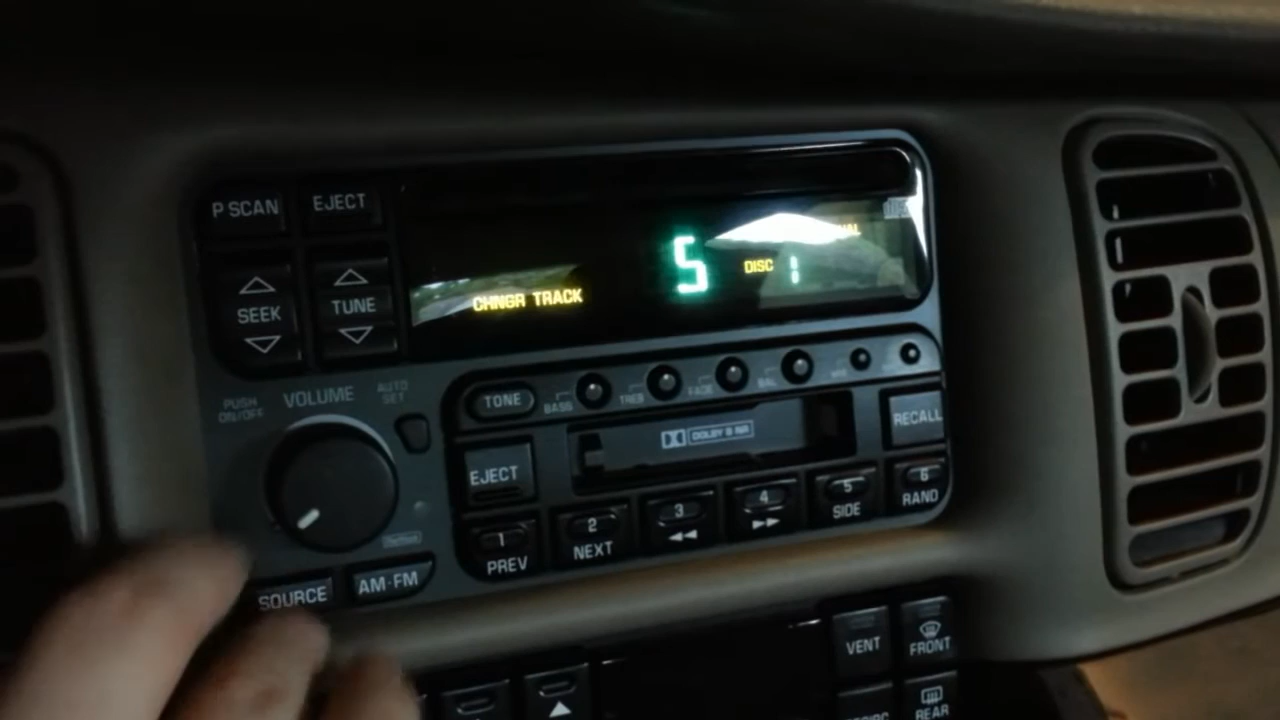 P SCAN EJECT
SEEK TUNE
CHNGR TRACK 5 DISC
PUSH ON/OFF VOLUME AUTO SET
TONE BASS TREB FADE BAL
EJECT DOLBY B NR RECALL
1 2 3 4 5 6
PREV NEXT SIDE RAND
SOURCE AM·FM
VENT FRONT
REAR